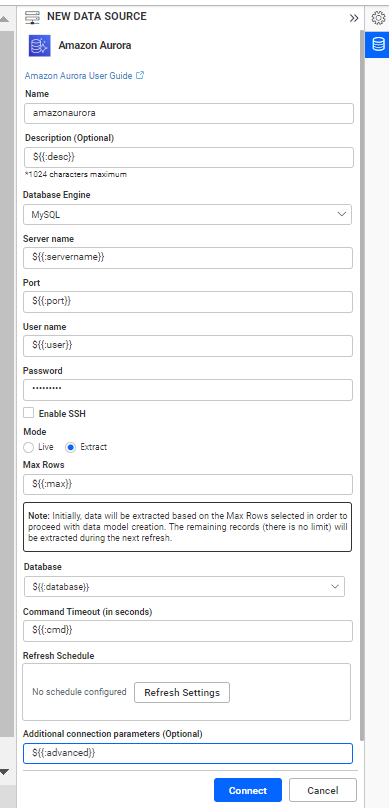 NEW DATA SOURCE
Amazon Aurora
Amazon Aurora User Guide
Name
amazonaurora
Description (Optional)
${{:desc}}
*1024 characters maximum
Database Engine
MySQL
Server name
${{:servername}}
Port
${{:port}}
User name
${{:user}}
Password
•••••••••
Enable SSH
Mode
Live Extract
Max Rows
${{:max}}
Note: Initially, data will be extracted based on the Max Rows selected in order to
proceed with data model creation. The remaining records (there is no limit) will
be extracted during the next refresh.
Database
${{:database}}
Command Timeout (in seconds)
${{:cmd}}
Refresh Schedule
No schedule configured Refresh Settings
Additional connection parameters (Optional)
${{:advanced}}
Connect Cancel